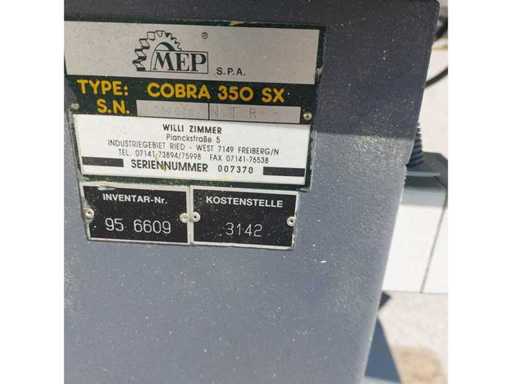 MEP
®
S.P.A.
TYPE: COBRA 350 SX
S.N.
WILLI ZIMMER
Planckstraße 5
INDUSTRIEGEBIET RIED - WEST 7149 FREIBERG/N
TEL. 07141-73894/75998 FAX 07141-76538
SERIENNUMMER 007370
INVENTAR-Nr.
95 6609
KOSTENSTELLE
3142